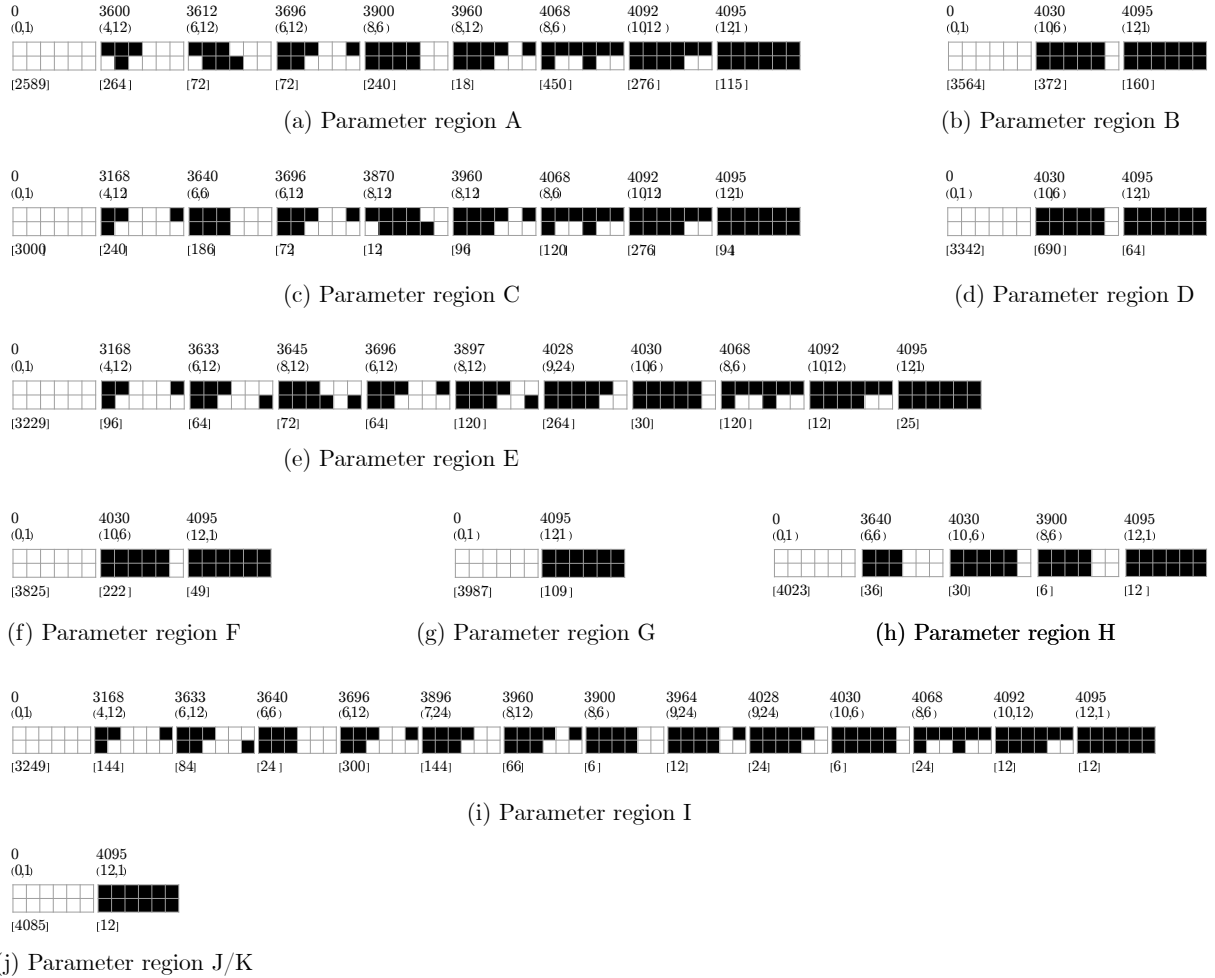 0 3600 3612 3696 3900 3960 4068 4092 4095 0 4030 4095
(0,1) (4,12) (6,12) (6,12) (8,6) (8,12) (8,6 ) (10,12 ) (12,1 ) (0,1) (10,6 ) (12,1)
[2589] [264 ] [72] [72] [240 ] [18] [450 ] [276 ] [115 ] [3564] [372 ] [160 ]
(a) Parameter region A (b) Parameter region B
0 3168 3640 3696 3870 3960 4068 4092 4095 0 4030 4095
(0,1) (4,12) (6,6) (6,12) (8,12) (8,12) (8,6) (10,12) (12,1) (0,1 ) (10,6 ) (12,1)
[3000] [240] [186] [72] [12] [96] [120] [276] [94] [3342] [690 ] [64]
(c) Parameter region C (d) Parameter region D
0 3168 3633 3645 3696 3897 4028 4030 4068 4092 4095
(0,1) (4,12) (6,12) (8,12) (6,12) (8,12) (9,24) (10,6 ) (8,6 ) (10,12) (12,1)
[3229] [96] [64] [72] [64] [120 ] [264 ] [30] [120 ] [12] [25]
(e) Parameter region E
0 4030 4095 0 4095 0 3640 4030 3900 4095
(0,1) (10,6) (12,1) (0,1 ) (12,1 ) (0,1 ) (6,6 ) (10,6 ) (8,6 ) (12,1)
[3825] [222 ] [49] [3987] [109 ] [4023] [36] [30] [6 ] [12 ]
(f) Parameter region F (g) Parameter region G (h) Parameter region H
0 3168 3633 3640 3696 3896 3960 3900 3964 4028 4030 4068 4092 4095
(0,1) (4,12) (6,12) (6,6 ) (6,12) (7,24) (8,12) (8,6 ) (9,24) (9,24) (10,6 ) (8,6 ) (10,12) (12,1 )
[3249] [144] [84] [24 ] [300] [144] [66] [6] [12] [24] [6 ] [24] [12] [12]
(i) Parameter region I
0 4095
(0,1) (12,1)
[4085] [12]
j) Parameter region J/K